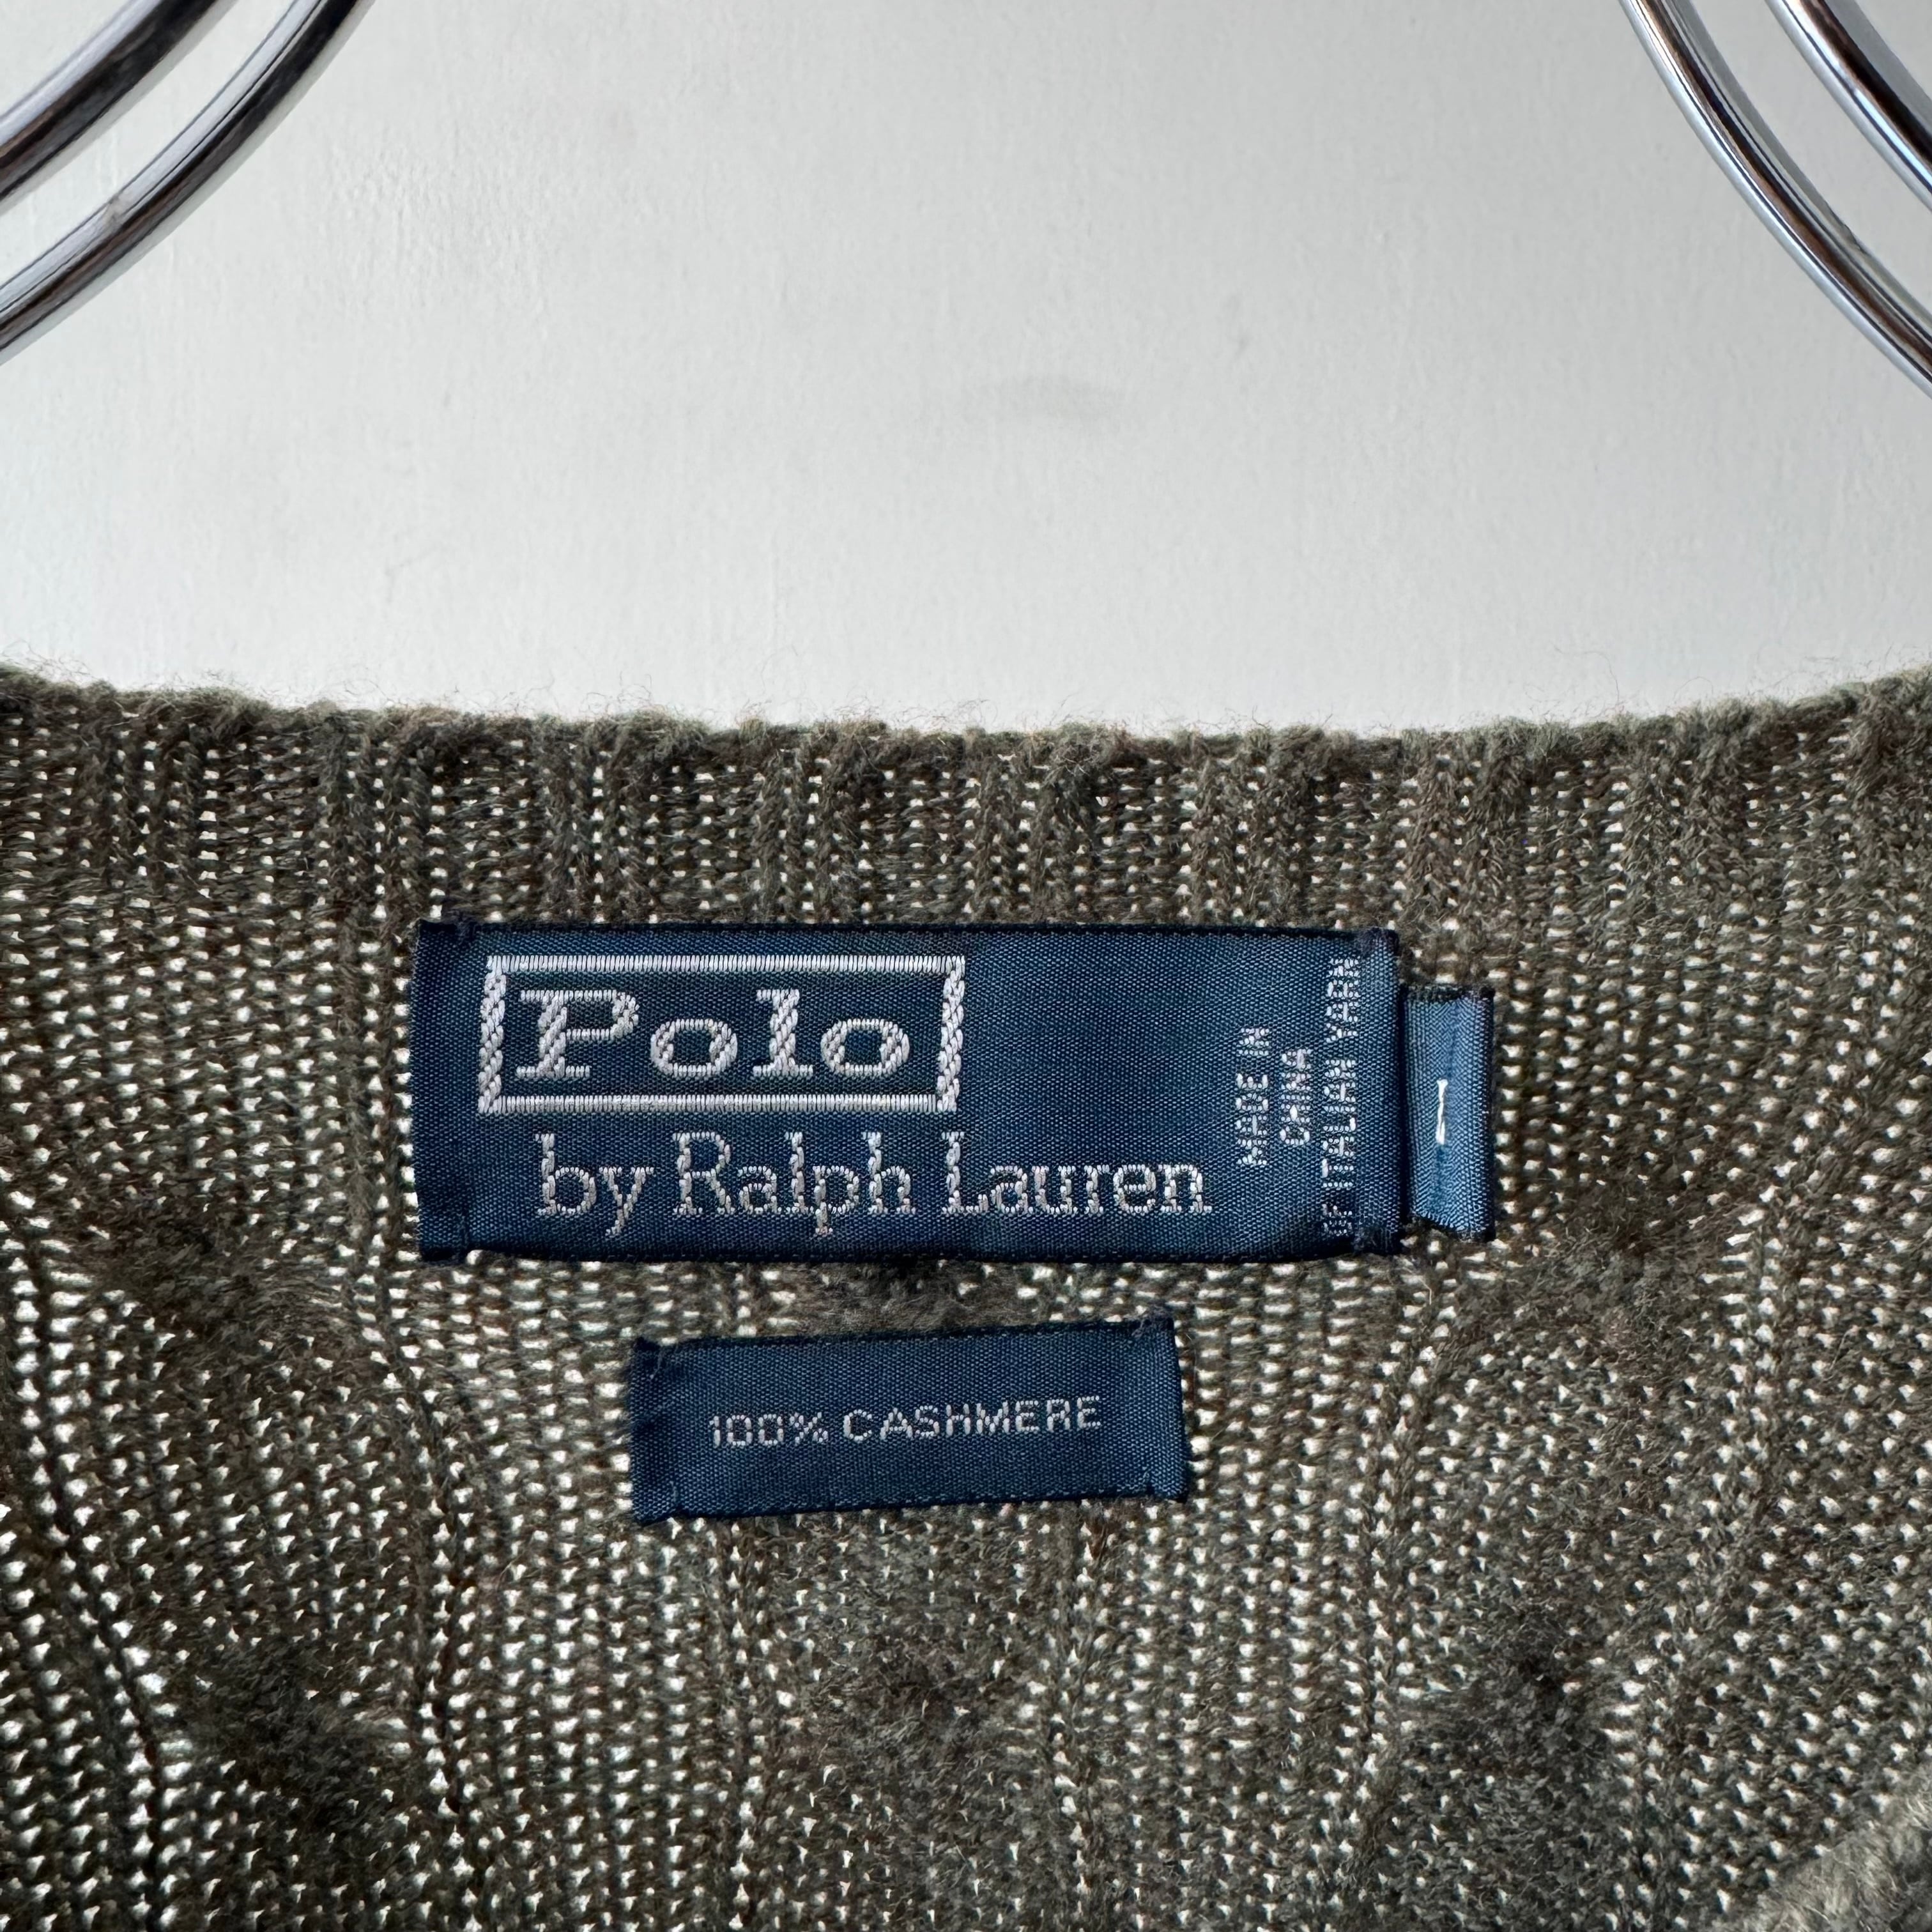 Polo
by Ralph Lauren
MADE IN
CHINA
OF ITALIAN YARN
100% CASHMERE